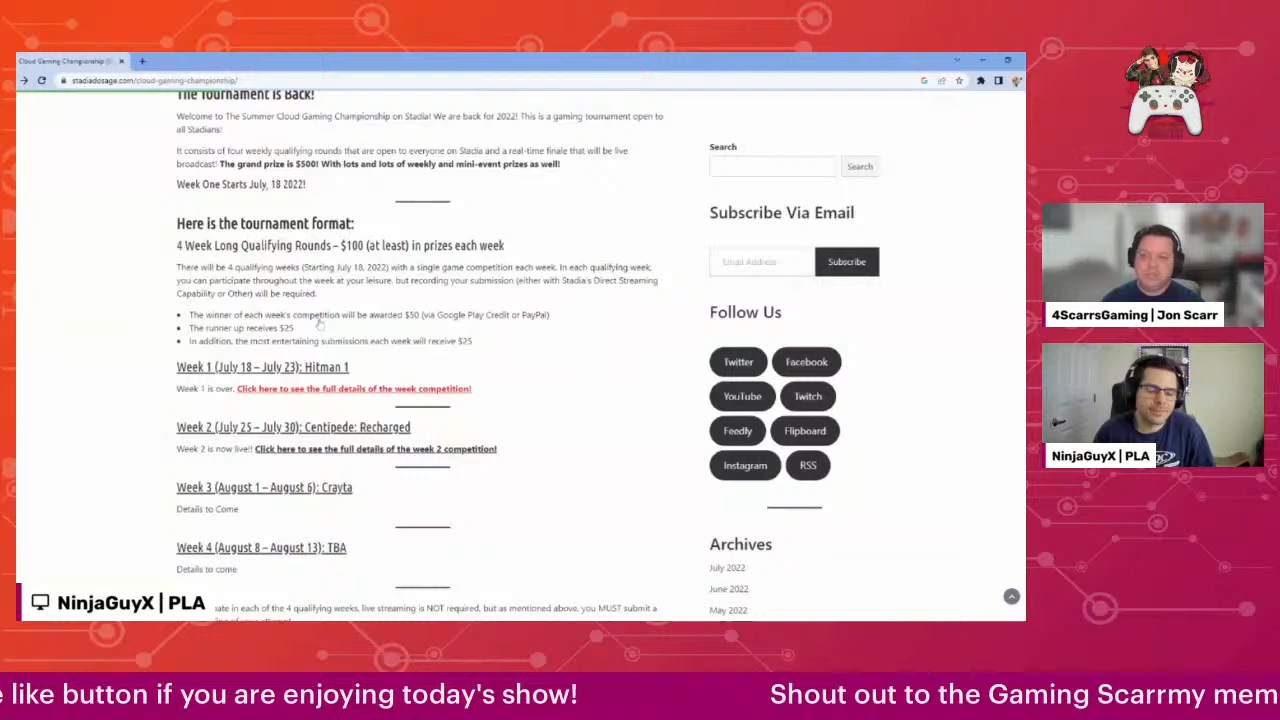 Cloud Gaming Championship (S
stadiadosage.com/cloud-gaming-championship/
The Tournament is Back!
Welcome to The Summer Cloud Gaming Championship on Stadia! We are back for 2022! This is a gaming tournament open to
all Stadians!
It consists of four weekly qualifying rounds that are open to everyone on Stadia and a real-time finale that will be live
broadcast! The grand prize is $500! With lots and lots of weekly and mini-event prizes as well!
Week One Starts July, 18 2022!
Here is the tournament format:
4 Week Long Qualifying Rounds – $100 (at least) in prizes each week
There will be 4 qualifying weeks (Starting July 18, 2022) with a single game competition each week. In each qualifying week,
you can participate throughout the week at your leisure, but recording your submission (either with Stadia's Direct Streaming
Capability or Other) will be required.
The winner of each week's competition will be awarded $50 (via Google Play Credit or PayPal)
The runner up receives $25
In addition, the most entertaining submissions each week will receive $25
Week 1 (July 18 – July 23): Hitman 1
Week 1 is over. Click here to see the full details of the week competition!
Week 2 (July 25 – July 30): Centipede: Recharged
Week 2 is now live!! Click here to see the full details of the week 2 competition!
Week 3 (August 1 – August 6): Crayta
Details to Come
Week 4 (August 8 – August 13): TBA
Details to come
ate in each of the 4 qualifying weeks, live streaming is NOT required, but as mentioned above, you MUST submit a
Search
Search
Subscribe Via Email
Email Address
Subscribe
Follow Us
Twitter
Facebook
YouTube
Twitch
Feedly
Flipboard
Instagram
RSS
Archives
July 2022
June 2022
May 2022
4ScarrsGaming | Jon Scarr
NinjaGuyX | PLA
NinjaGuyX | PLA
e like button if you are enjoying today's show!
Shout out to the Gaming Scarrmy mem